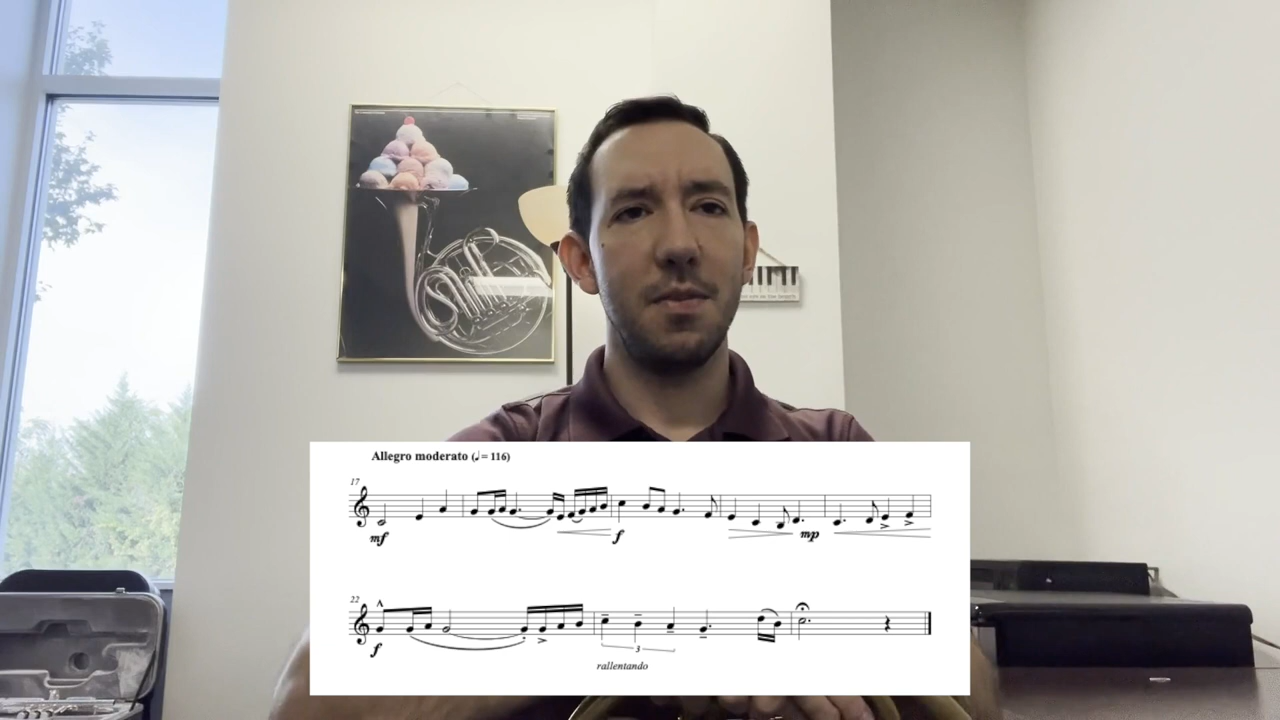 Allegro moderato (♩= 116)
17
mf
f
mp
22
f
3
rallentando